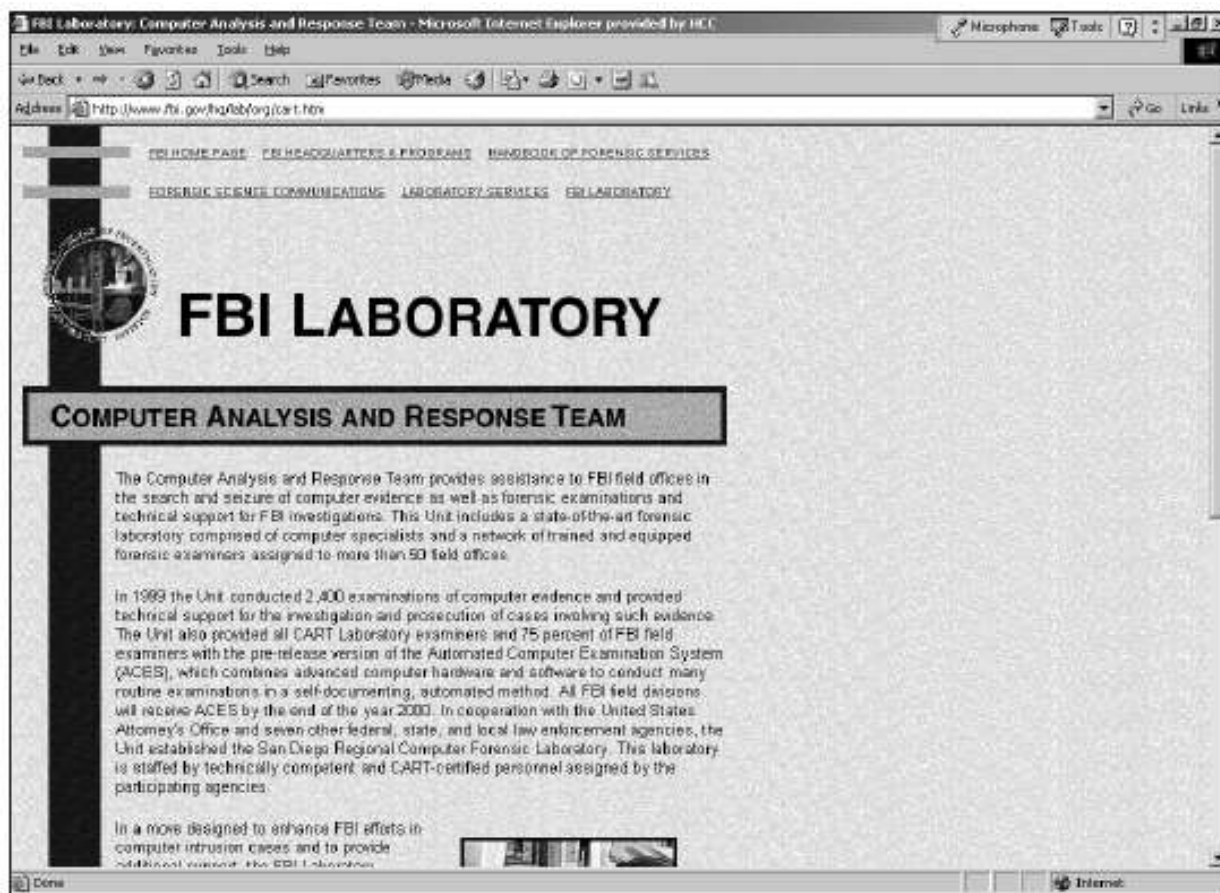 FBI Laboratory: Computer Analysis and Response Team - Microsoft Internet Explorer provided by HCC
Microphone Tools
File Edit View Favorites Tools Help
Back Search Favorites Media
Address http://www.fbi.gov/hq/lab/org/cart.htm Go Links
FBI HOME PAGE FBI HEADQUARTERS & PROGRAMS HANDBOOK OF FORENSIC SERVICES
FORENSIC SCIENCE COMMUNICATIONS LABORATORY SERVICES FBI LABORATORY
FBI LABORATORY
COMPUTER ANALYSIS AND RESPONSE TEAM
The Computer Analysis and Response Team provides assistance to FBI field offices in
the search and seizure of computer evidence as well as forensic examinations and
technical support for FBI investigations. This Unit includes a state-of-the-art forensic
laboratory comprised of computer specialists and a network of trained and equipped
forensic examiners assigned to more than 50 field offices.
In 1999 the Unit conducted 2,400 examinations of computer evidence and provided
technical support for the investigation and prosecution of cases involving such evidence.
The Unit also provided all CART Laboratory examiners and 75 percent of FBI field
examiners with the pre-release version of the Automated Computer Examination System
(ACES), which combines advanced computer hardware and software to conduct many
routine examinations in a self-documenting, automated method. All FBI field divisions
will receive ACES by the end of the year 2000. In cooperation with the United States
Attorney's Office and seven other federal, state, and local law enforcement agencies, the
Unit established the San Diego Regional Computer Forensic Laboratory. This laboratory
is staffed by technically competent and CART-certified personnel assigned by the
participating agencies.
In a move designed to enhance FBI efforts in
computer intrusion cases and to provide
additional support, the FBI Laboratory
Done Internet